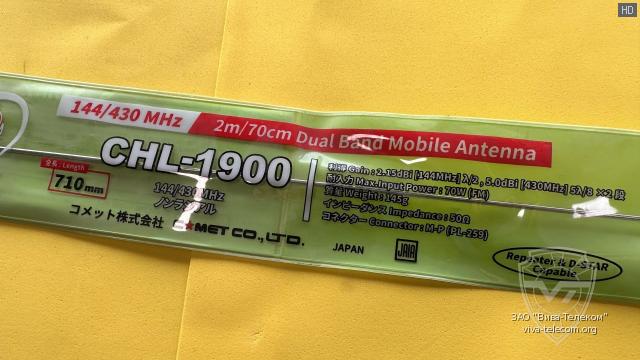 HD
144/430 MHz
2m/70cm Dual Band Mobile Antenna
CHL-1900
全長 : Length
710mm
144/430MHz
ノンラジアル
コメット株式会社 COMET CO., LTD.
利得 Gain : 2.15dBi [144MHz] λ/2 , 5.0dBi [430MHz] 5λ/8 ×2 段
耐入力 Max.Input Power : 70W (FM)
重量 Weight : 145g
インピーダンス Impedance : 50Ω
コネクター Connector : M-P (PL-259)
JAPAN
JAIA
Repeater & D-STAR
Capable
ЗАО "Вива-Телеком"
viva-telecom.org